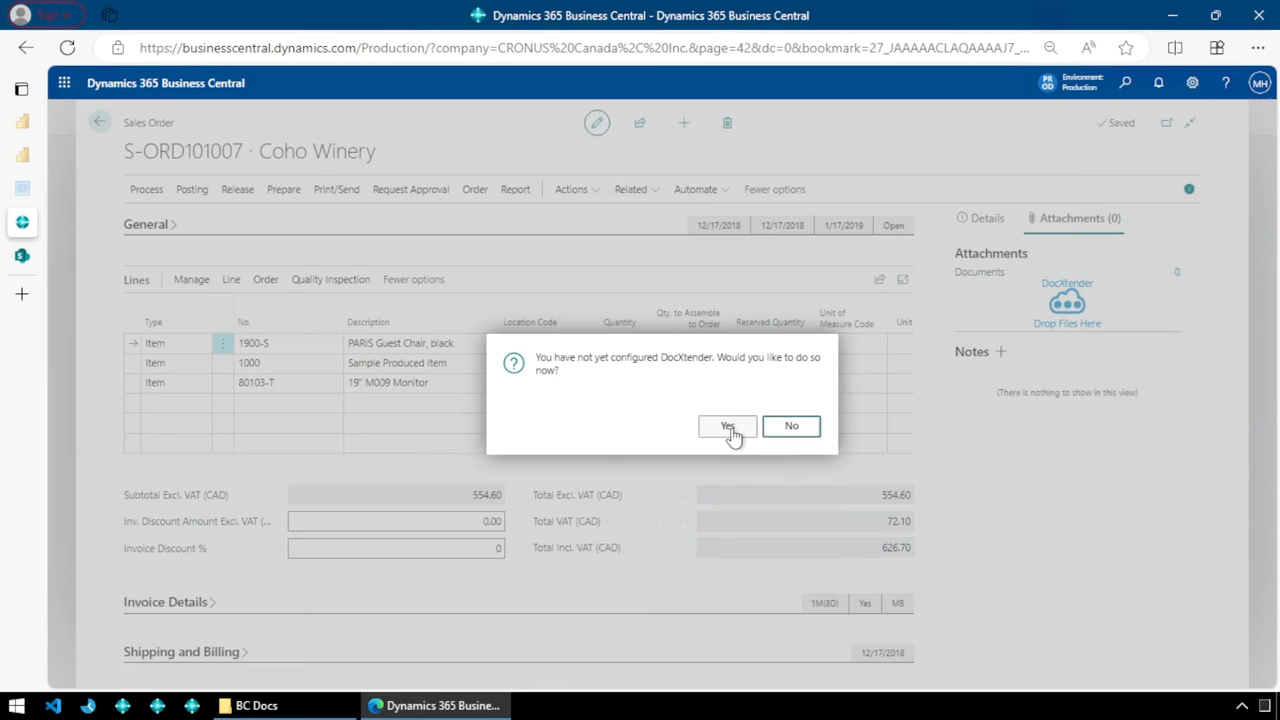 Sign in
Dynamics 365 Business Central - Dynamics 365 Business Central
https://businesscentral.dynamics.com/Production/?company=CRONUS%20Canada%2C%20Inc.&page=42&dc=0&bookmark=27_JAAAAACLAQAAAAJ7_...
Dynamics 365 Business Central
PR OD
Environment:
Production
MH
Sales Order
Saved
S-ORD101007 · Coho Winery
Process Posting Release Prepare Print/Send Request Approval Order Report Actions Related Automate Fewer options
Details Attachments (0)
General 12/17/2018 12/17/2018 1/17/2019 Open
Attachments
Documents 0
DocXtender
Drop Files Here
Lines Manage Line Order Quality Inspection Fewer options
Type No. Description Location Code Quantity Qty. to Assemble to Order Reserved Quantity Unit of Measure Code Unit
Item 1900-S PARIS Guest Chair, black
Item 1000 Sample Produced Item
Item 80103-T 19" M009 Monitor
Notes
(There is nothing to show in this view)
You have not yet configured DocXtender. Would you like to do so
now?
Yes No
Subtotal Excl. VAT (CAD) 554.60 Total Excl. VAT (CAD) 554.60
Inv. Discount Amount Excl. VAT (... 0.00 Total VAT (CAD) 72.10
Invoice Discount % 0 Total Incl. VAT (CAD) 626.70
Invoice Details 1M(8D) Yes MB
Shipping and Billing 12/17/2018
BC Docs
Dynamics 365 Busine...